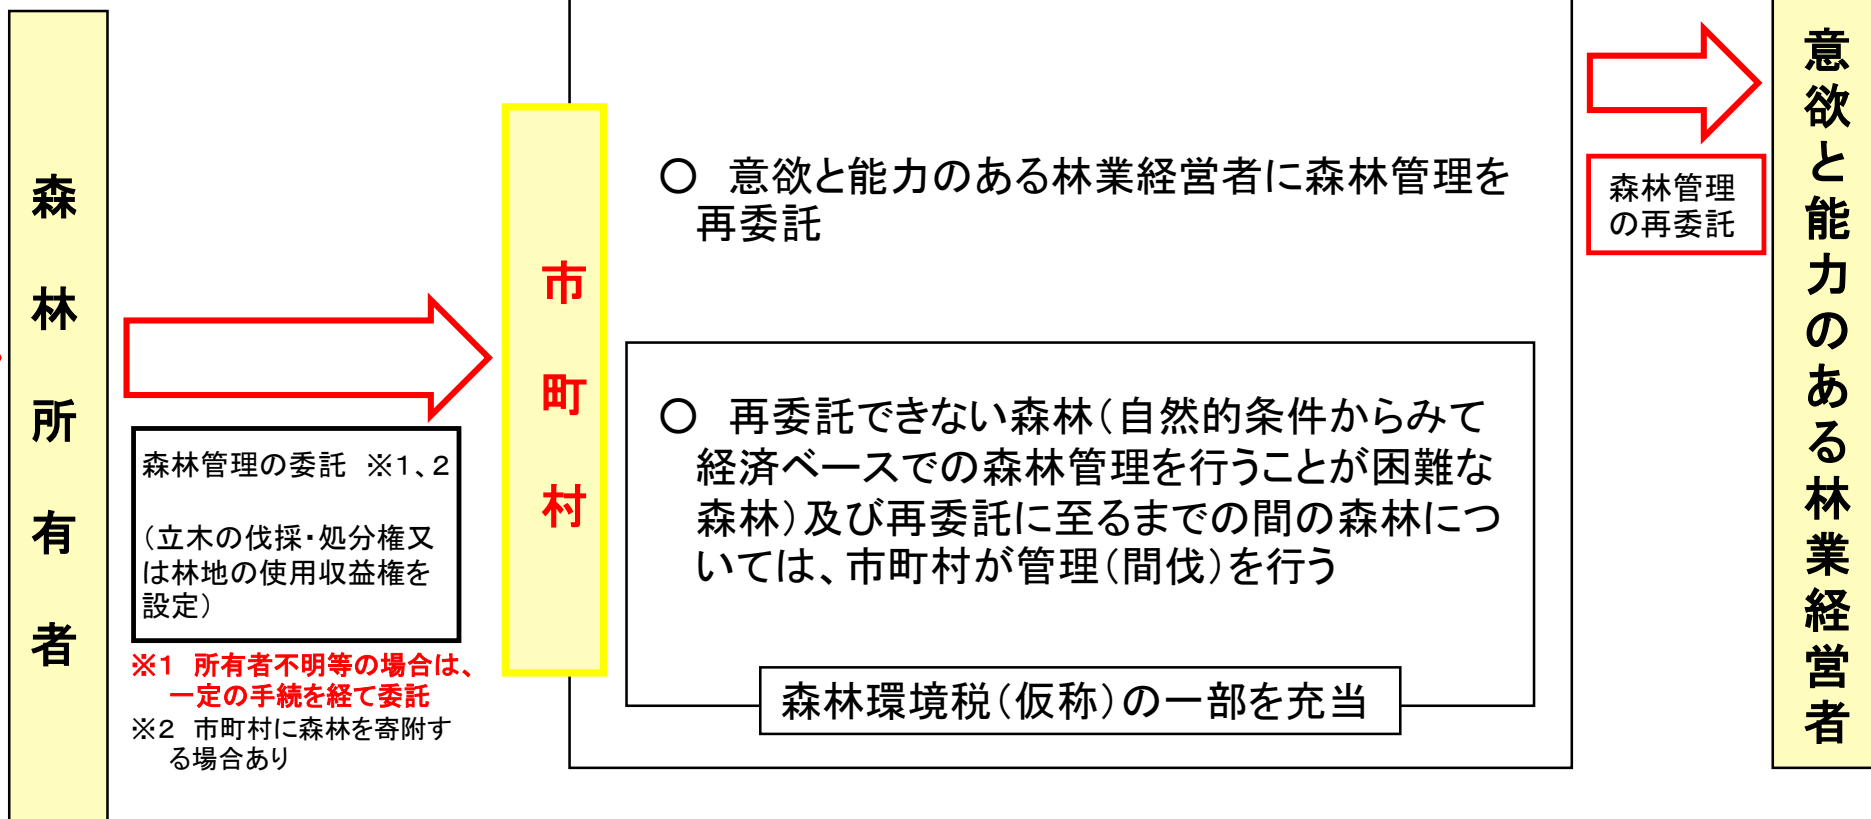 森林所有者
森林管理の委託 ※1、2
(立木の伐採・処分権又
は林地の使用収益権を
設定)
※1 所有者不明等の場合は、
一定の手続を経て委託
※2 市町村に森林を寄附す
る場合あり
市町村
○ 意欲と能力のある林業経営者に森林管理を
再委託
○ 再委託できない森林(自然的条件からみて
経済ベースでの森林管理を行うことが困難な
森林)及び再委託に至るまでの間の森林につ
いては、市町村が管理(間伐)を行う
森林環境税(仮称)の一部を充当
森林管理
の再委託
意欲と能力のある林業経営者